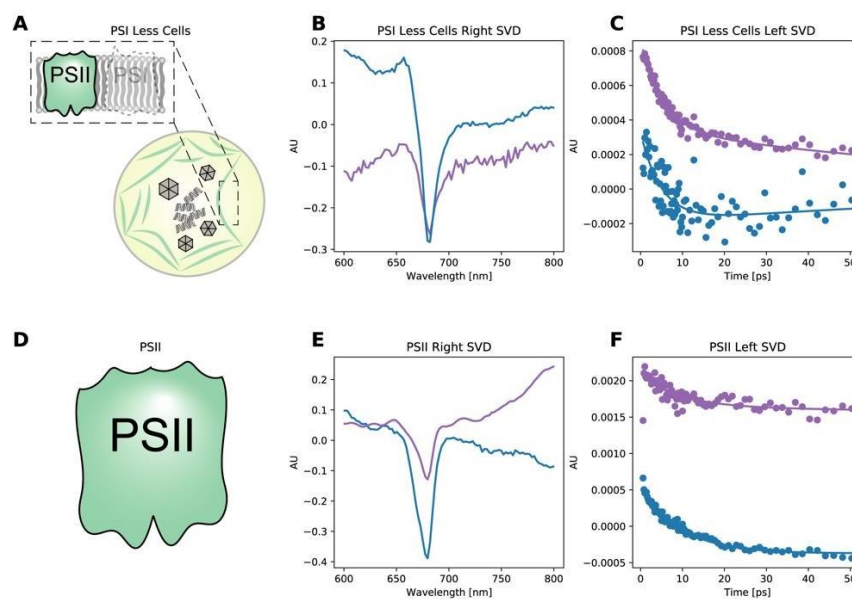 A
PSI Less Cells
PSII
PSI
B
PSI Less Cells Right SVD
0.2
0.1
0.0
−0.1
−0.2
−0.3
AU
600
650
700
750
800
Wavelength [nm]
C
PSI Less Cells Left SVD
0.0008
0.0006
0.0004
0.0002
0.0000
−0.0002
AU
0
10
20
30
40
50
Time [ps]
D
PSII
PSII
E
PSII Right SVD
0.2
0.1
0.0
−0.1
−0.2
−0.3
−0.4
AU
600
650
700
750
800
Wavelength [nm]
F
PSII Left SVD
0.0020
0.0015
0.0010
0.0005
0.0000
−0.0005
AU
0
10
20
30
40
50
Time [ps]